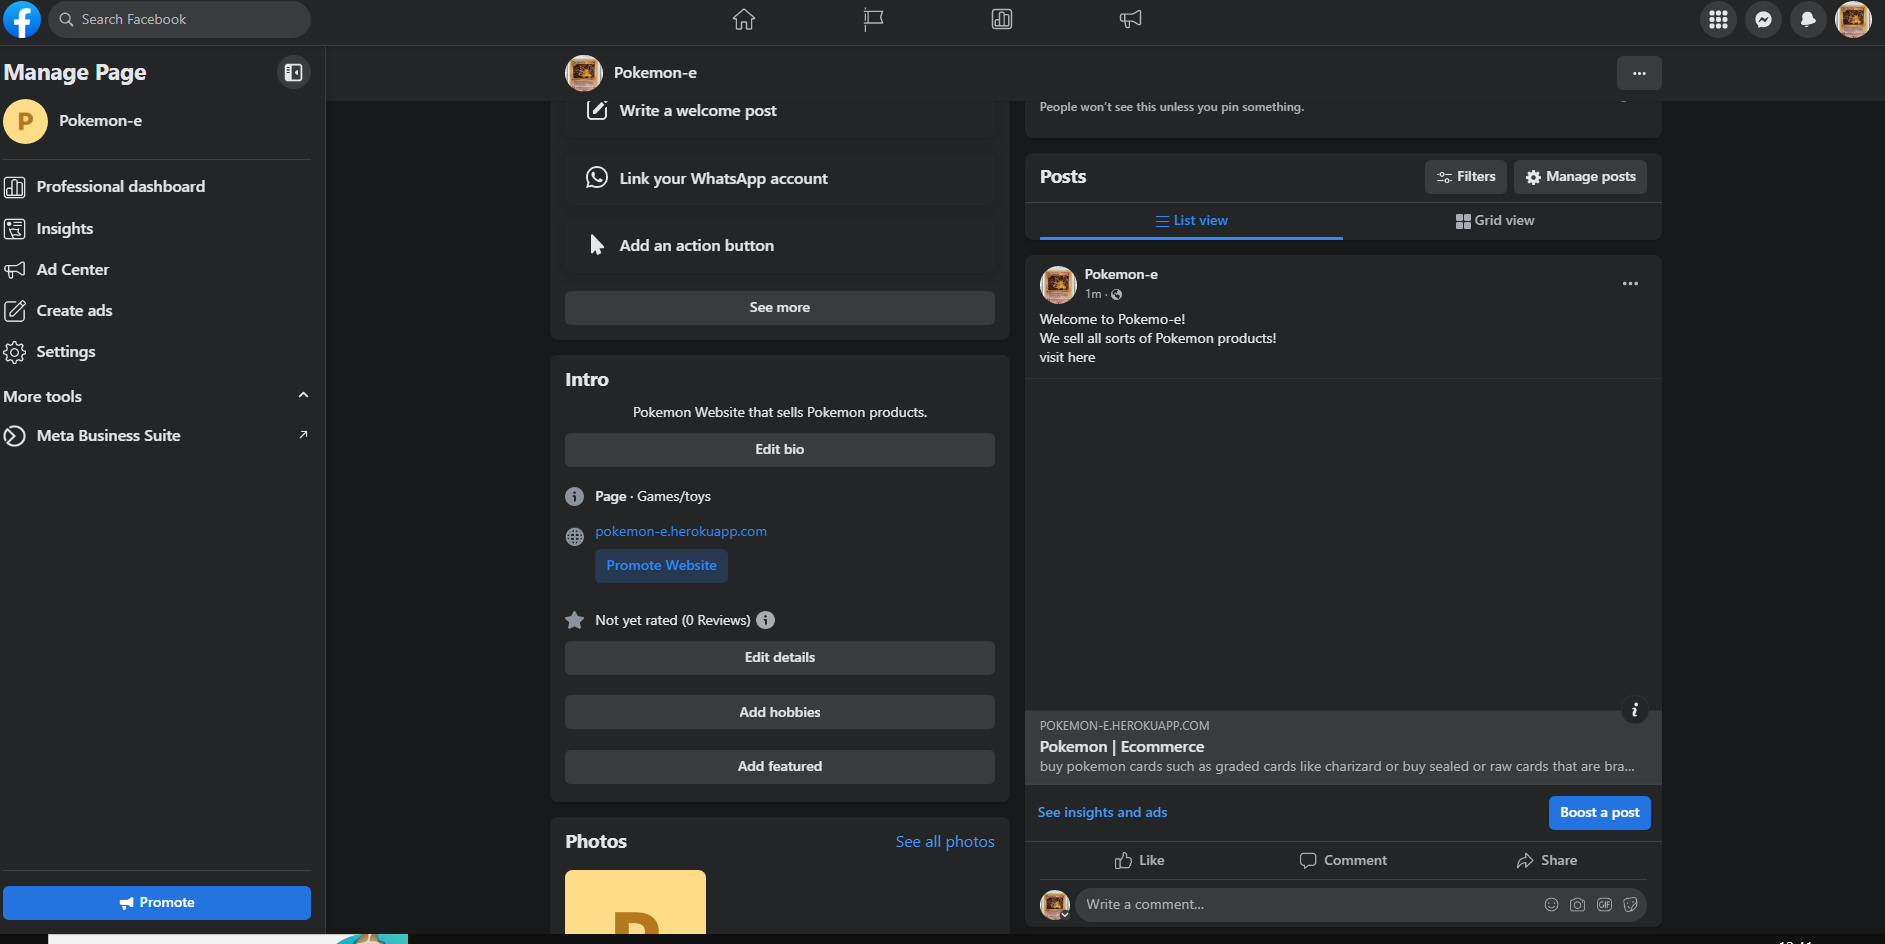 Search Facebook
Manage Page
P
Pokemon-e
Professional dashboard
Insights
Ad Center
Create ads
Settings
More tools
Meta Business Suite
Promote
Pokemon-e
Write a welcome post
Link your WhatsApp account
Add an action button
See more
Intro
Pokemon Website that sells Pokemon products.
Edit bio
Page · Games/toys
pokemon-e.herokuapp.com
Promote Website
Not yet rated (0 Reviews)
Edit details
Add hobbies
Add featured
Photos
See all photos
P
People won't see this unless you pin something.
Posts
Filters
Manage posts
List view
Grid view
Pokemon-e
1m ·
Welcome to Pokemo-e!
We sell all sorts of Pokemon products!
visit here
POKEMON-E.HEROKUAPP.COM
Pokemon | Ecommerce
buy pokemon cards such as graded cards like charizard or buy sealed or raw cards that are bra...
See insights and ads
Boost a post
Like
Comment
Share
Write a comment...
GIF